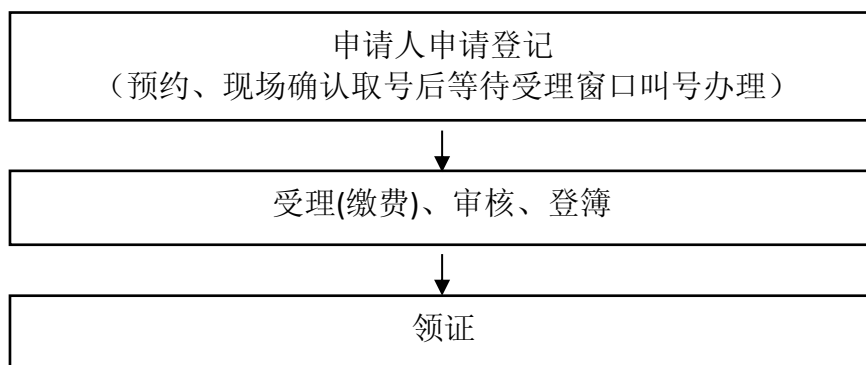 申请人申请登记
（预约、现场确认取号后等待受理窗口叫号办理）
受理(缴费)、审核、登簿
领证